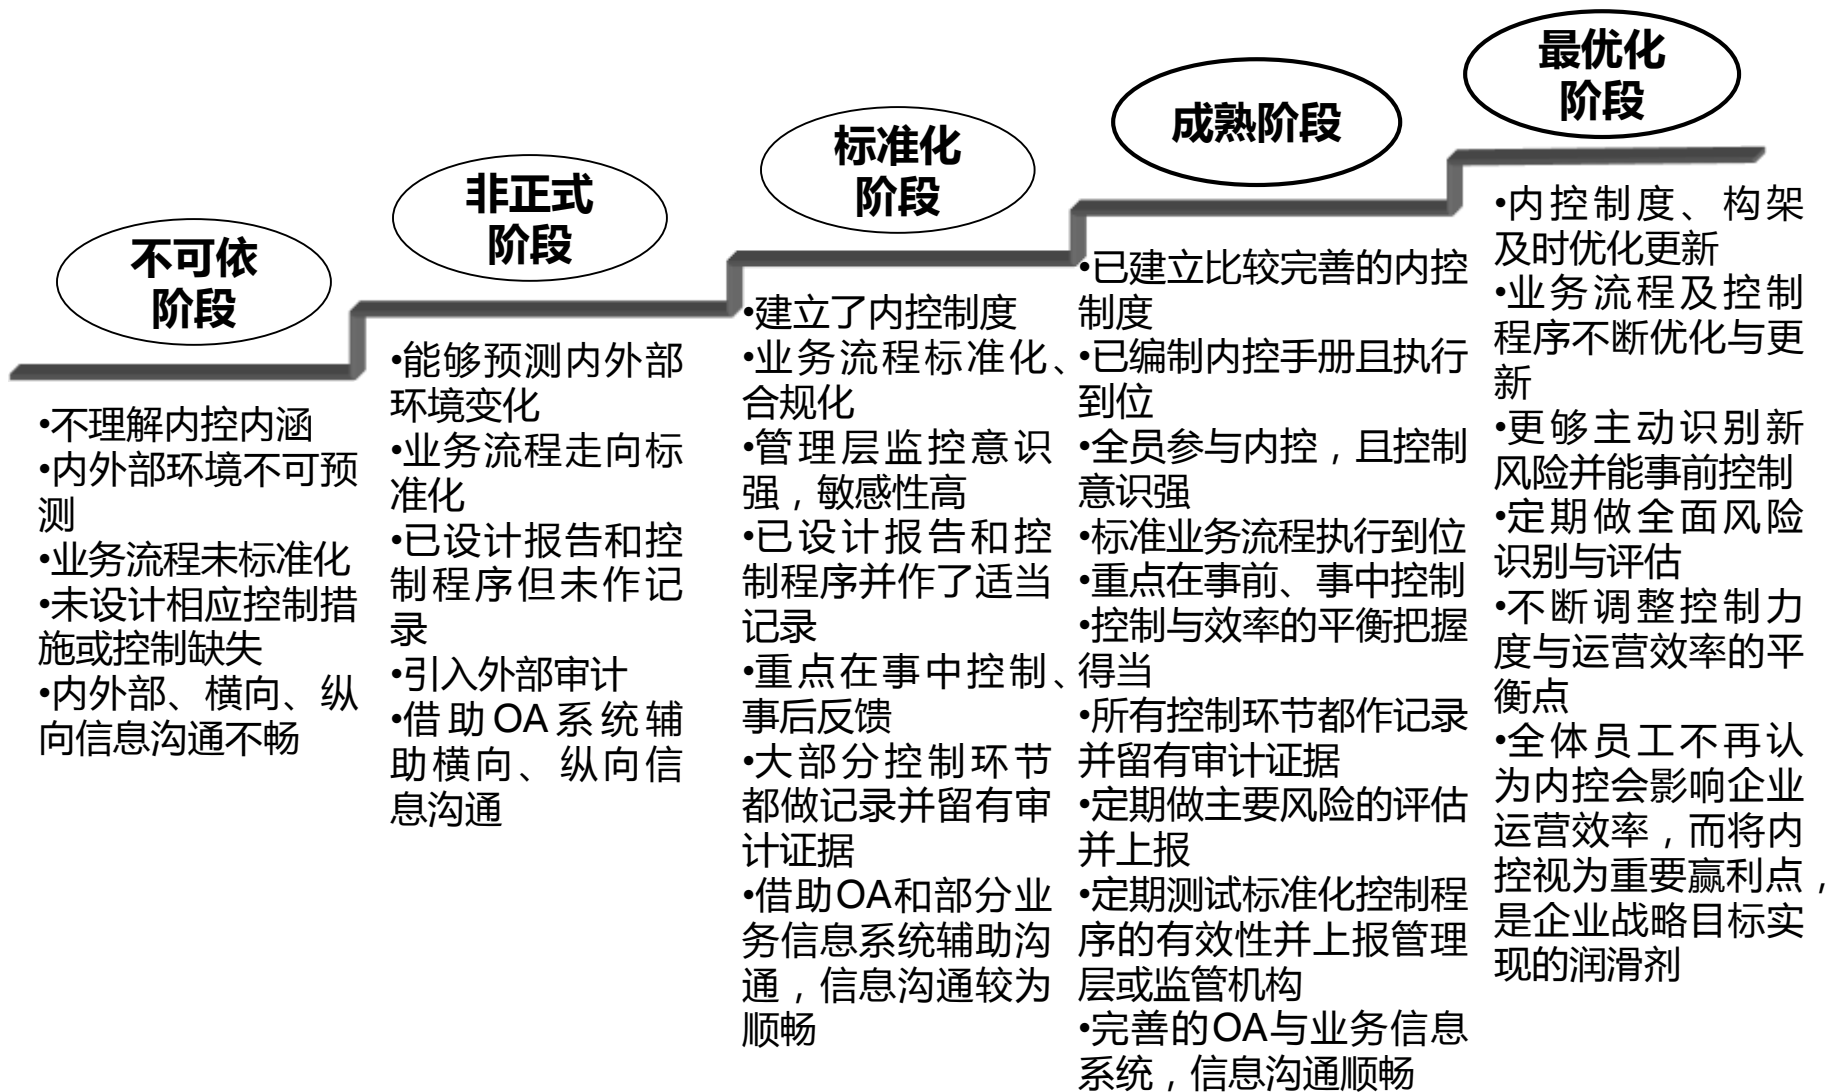 不可依
阶段
•不理解内控内涵
•内外部环境不可预
测
•业务流程未标准化
•未设计相应控制措
施或控制缺失
•内外部、横向、纵
向信息沟通不畅
非正式
阶段
•能够预测内外部
环境变化
•业务流程走向标
准化
•已设计报告和控
制程序但未作记
录
•引入外部审计
•借助OA系统辅
助横向、纵向信
息沟通
标准化
阶段
•建立了内控制度
•业务流程标准化、
合规化
•管理层监控意识
强，敏感性高
•已设计报告和控
制程序并作了适当
记录
•重点在事中控制、
事后反馈
•大部分控制环节
都做记录并留有审
计证据
•借助OA和部分业
务信息系统辅助沟
通，信息沟通较为
顺畅
成熟阶段
•已建立比较完善的内控
制度
•已编制内控手册且执行
到位
•全员参与内控，且控制
意识强
•标准业务流程执行到位
•重点在事前、事中控制
•控制与效率的平衡把握
得当
•所有控制环节都作记录
并留有审计证据
•定期做主要风险的评估
并上报
•定期测试标准化控制程
序的有效性并上报管理
层或监管机构
•完善的OA与业务信息
系统，信息沟通顺畅
最优化
阶段
•内控制度、构架
及时优化更新
•业务流程及控制
程序不断优化与更
新
•更够主动识别新
风险并能事前控制
•定期做全面风险
识别与评估
•不断调整控制力
度与运营效率的平
衡点
•全体员工不再认
为内控会影响企业
运营效率，而将内
控视为重要赢利点，
是企业战略目标实
现的润滑剂